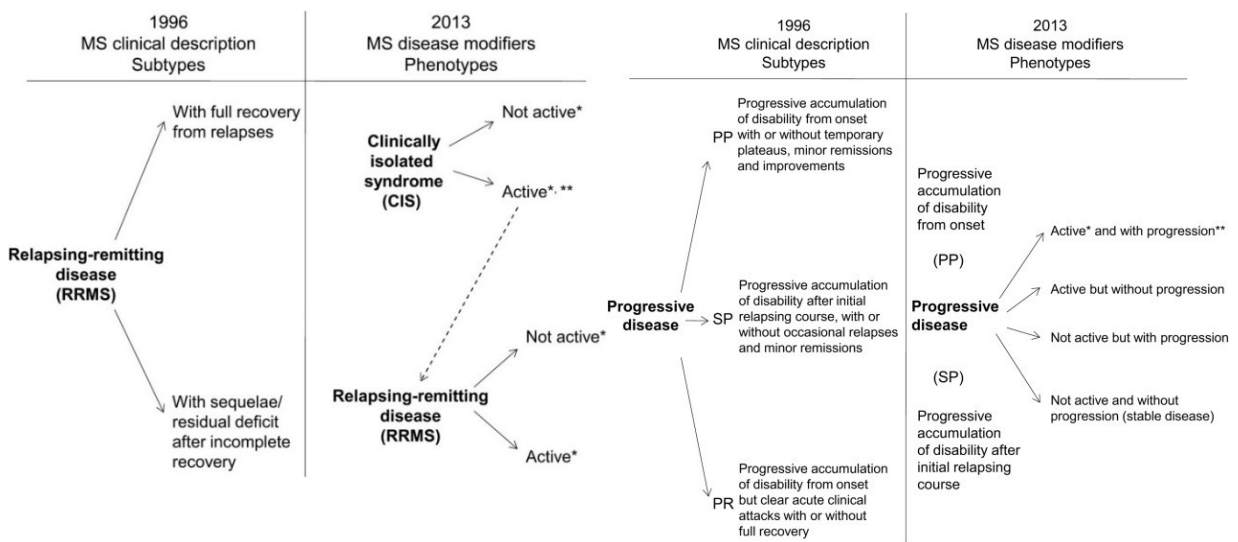 1996
MS clinical description
Subtypes
With full recovery
from relapses
Relapsing-remitting
disease
(RRMS)
With sequelae/
residual deficit
after incomplete
recovery
2013
MS disease modifiers
Phenotypes
Not active*
Clinically
isolated
syndrome
(CIS)
Active*, **
Not active*
Relapsing-remitting
disease
(RRMS)
Active*
1996
MS clinical description
Subtypes
Progressive accumulation
of disability from onset
PP with or without temporary
plateaus, minor remissions
and improvements
Progressive
disease
Progressive accumulation
of disability after initial
SP relapsing course, with or
without occasional relapses
and minor remissions
Progressive accumulation
of disability from onset
PR but clear acute clinical
attacks with or without
full recovery
2013
MS disease modifiers
Phenotypes
Progressive
accumulation
of disability
from onset
(PP)
Progressive
disease
(SP)
Progressive
accumulation
of disability after
initial relapsing
course
Active* and with progression**
Active but without progression
Not active but with progression
Not active and without
progression (stable disease)